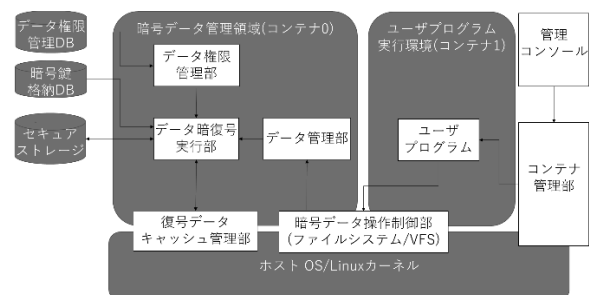 データ権限
管理DB
暗号鍵
格納DB
セキュア
ストレージ
暗号データ管理領域(コンテナ0)
データ権限
管理部
データ暗復号
実行部
データ管理部
復号データ
キャッシュ管理部
暗号データ操作制御部
(ファイルシステム/VFS)
ユーザプログラム
実行環境(コンテナ1)
ユーザ
プログラム
管理
コンソール
コンテナ
管理部
ホスト OS/Linuxカーネル